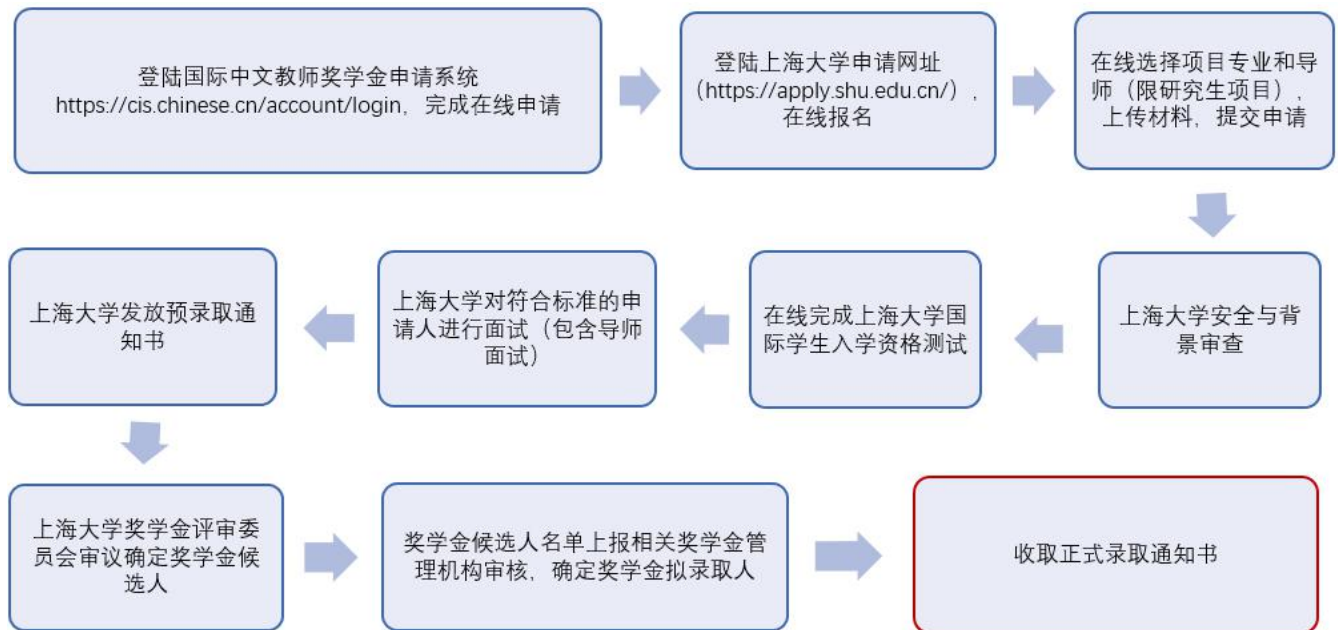 登陆国际中文教师奖学金申请系统
https://cis.chinese.cn/account/login，完成在线申请
登陆上海大学申请网址
（https://apply.shu.edu.cn/），
在线报名
在线选择项目专业和导
师（限研究生项目），
上传材料，提交申请
上海大学安全与背
景审查
在线完成上海大学国
际学生入学资格测试
上海大学对符合标准的申
请人进行面试（包含导师
面试）
上海大学发放预录取通
知书
上海大学奖学金评审委
员会审议确定奖学金候
选人
奖学金候选人名单上报相关奖学金管
理机构审核，确定奖学金拟录取人
收取正式录取通知书